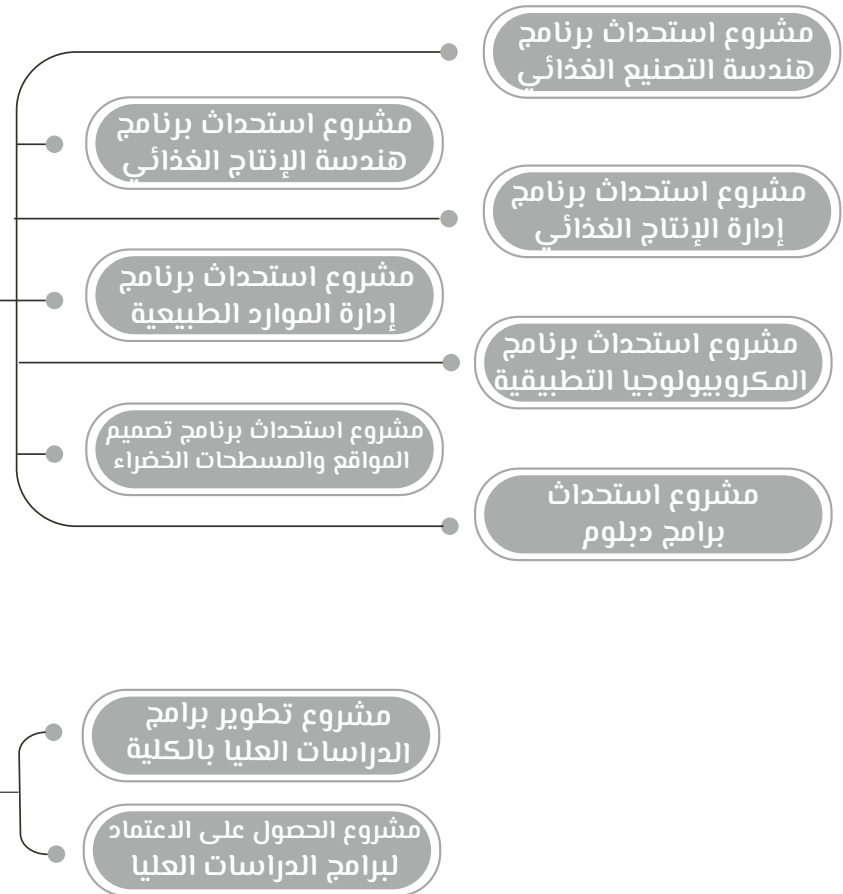 مشروع استحداث برنامج
هندسة التصنيع الغذائي
مشروع استحداث برنامج
هندسة الإنتاج الغذائي
مشروع استحداث برنامج
إدارة الإنتاج الغذائي
مشروع استحداث برنامج
إدارة الموارد الطبيعية
مشروع استحداث برنامج
المكروبيولوجيا التطبيقية
مشروع استحداث برنامج تصميم
المواقع والمسطحات الخضراء
مشروع استحداث
برامج دبلوم
مشروع تطوير برامج
الدراسات العليا بالكلية
مشروع الحصول على الاعتماد
لبرامج الدراسات العليا